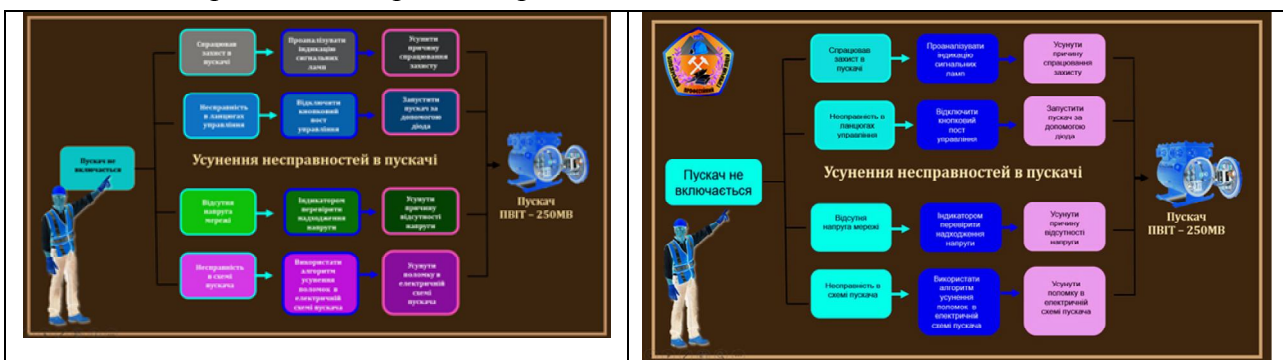 Спрацював
захист в
пускачі
Проаналізувати
індикацію
сигнальних
ламп
Усунити
причину
спрацювання
захисту
Несправність
в ланцюгах
управління
Відключити
кнопковий
пост
управління
Запустити
пускач за
допомогою
діода
Пускач не
включається
Усунення несправностей в пускачі
Відсутня
напруга
мережі
Індикатором
перевірити
надходження
напруги
Усунути
причину
відсутності
напруги
Несправність
в схемі
пускача
Використати
алгоритм
усунення
поломок в
електричній
схемі
пускача
Усунути
поломку в
електричній
схемі
пускача
Пускач
ПВІТ – 250МВ
Спрацював
захист в
пускачі
Проаналізувати
індикацію
сигнальних
ламп
Усунути
причину
спрацювання
захисту
Несправність в
ланцюгах
управління
Відключити
кнопковий
пост
управління
Запустити
пускач за
допомогою
діода
Пускач не
включається
Усунення несправностей в пускачі
Відсутня
напруга мережі
Індикатором
перевірити
надходження
напруги
Усунути
причину
відсутності
напруги
Несправність в
схемі пускача
Використати
алгоритм
усунення
поломок в
електричній
схемі пускача
Усунути
поломку в
електричній
схемі пускача
Пускач
ПВІТ – 250МВ